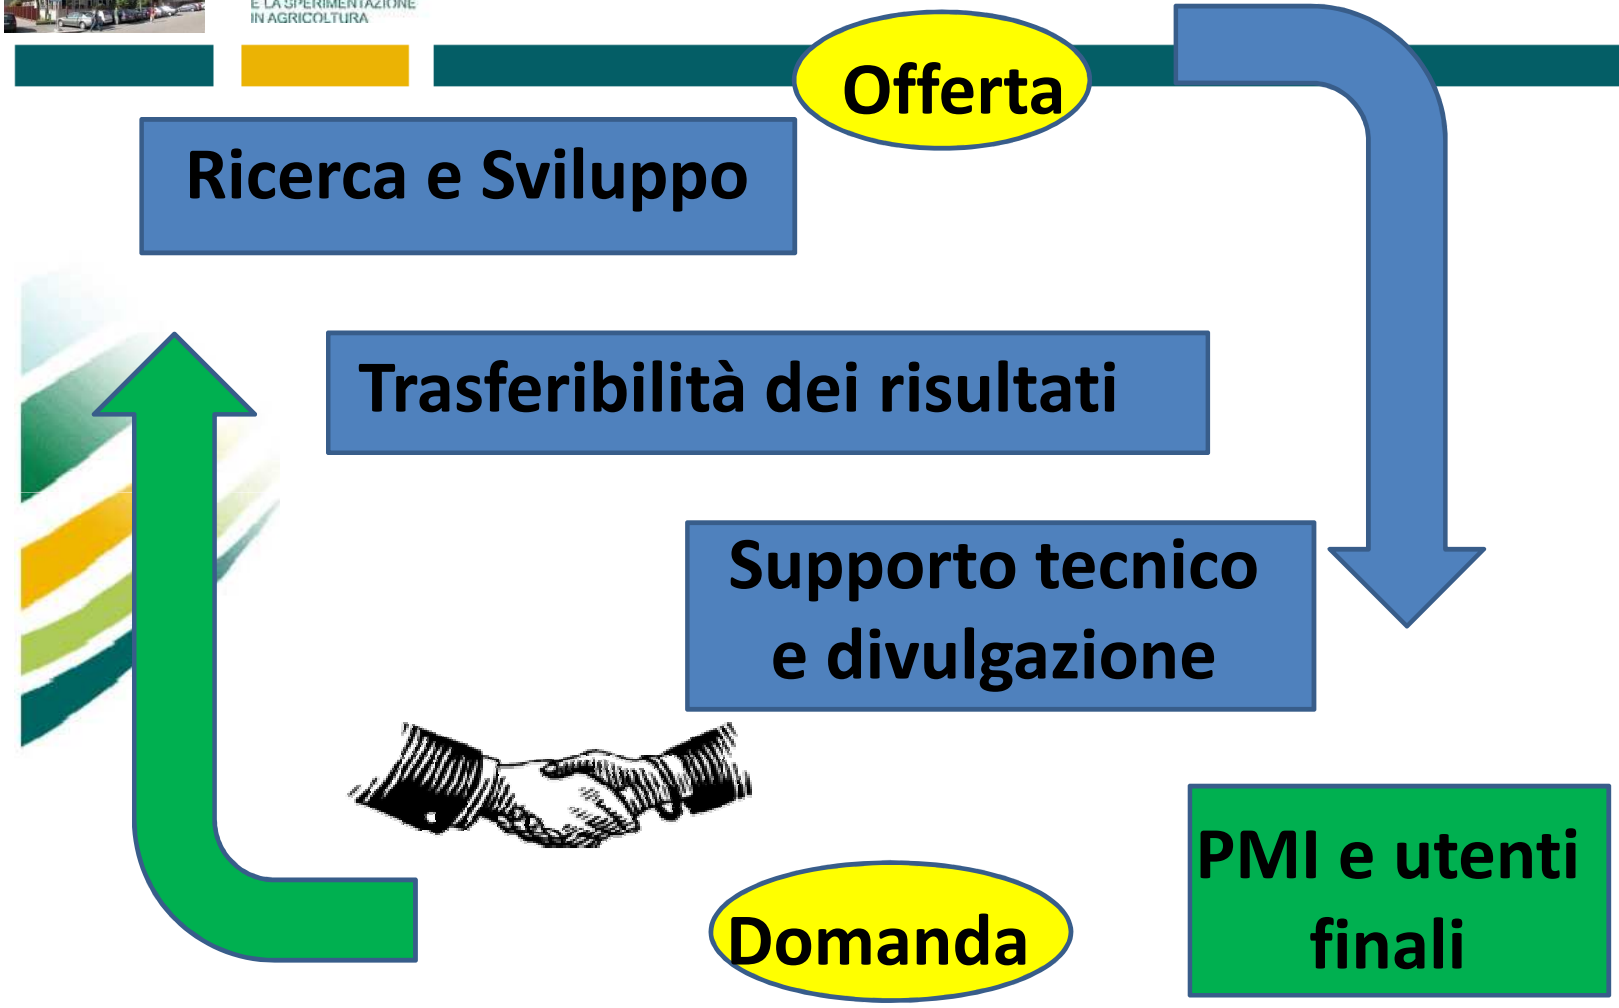 E LA SPERIMENTAZIONE
IN AGRICOLTURA
Offerta
Ricerca e Sviluppo
Trasferibilità dei risultati
Supporto tecnico
e divulgazione
PMI e utenti
finali
Domanda